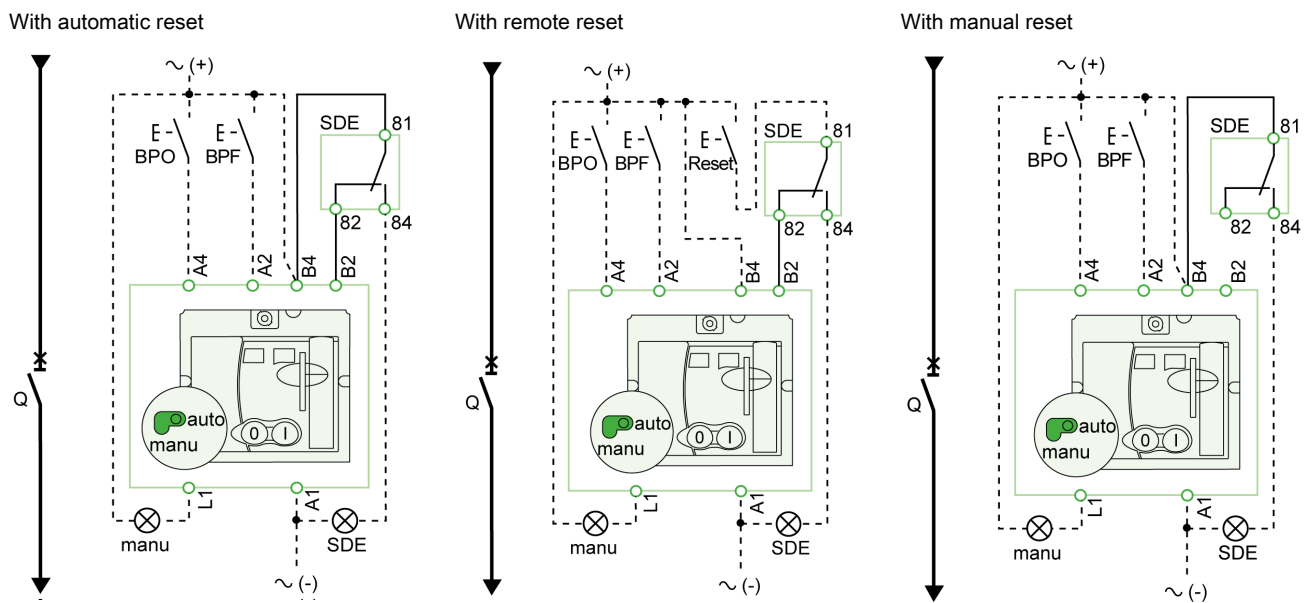 With automatic reset
∼ (+)
SDE
81
BPO
BPF
82
84
A4
A2
B4
B2
Q
auto
manu
0
I
L1
A1
manu
SDE
∼ (-)
With remote reset
∼ (+)
SDE
81
BPO
BPF
Reset
82
84
A4
A2
B4
B2
Q
auto
manu
0
I
L1
A1
manu
SDE
∼ (-)
With manual reset
∼ (+)
SDE
81
BPO
BPF
82
84
A4
A2
B4
B2
Q
auto
manu
0
I
L1
A1
manu
SDE
∼ (-)